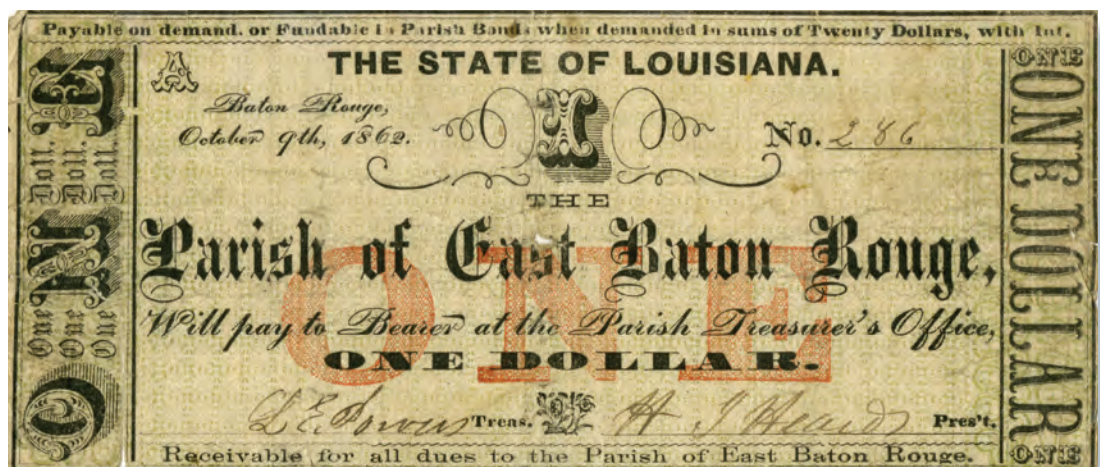 Payable on demand, or Fundable in Parish Bonds when demanded in sums of Twenty Dollars, with Int.
A
THE STATE OF LOUISIANA.
Baton Rouge,
October 9th, 1862.
1
No. 286
THE
Parish of East Baton Rouge,
Will pay to Bearer at the Parish Treasurer's Office,
ONE DOLLAR.
ONE
Treas.
H J Heard Pres't.
Receivable for all dues to the Parish of East Baton Rouge.
ONE
One Doll.
One Doll.
One Doll.
ONE
ONE DOLLAR
ONE